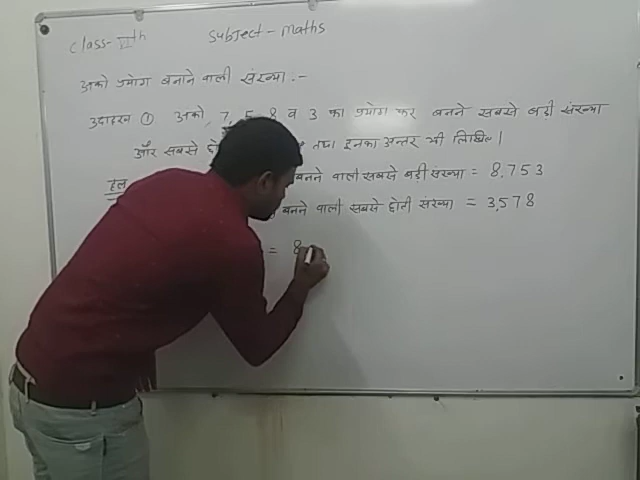 Class- VIth Subject - Maths
अंको प्रयोग बनाने वाली संख्या :-
उदाहरण ① अंको 7, 5, 8 व 3 का प्रयोग कर बनने सबसे बड़ी संख्या
और सबसे तथा इनका अन्तर भी लिखिए।
हल बनने वाली सबसे बड़ी संख्या = 8,753
बनने वाली सबसे छोटी संख्या = 3,578
= 8